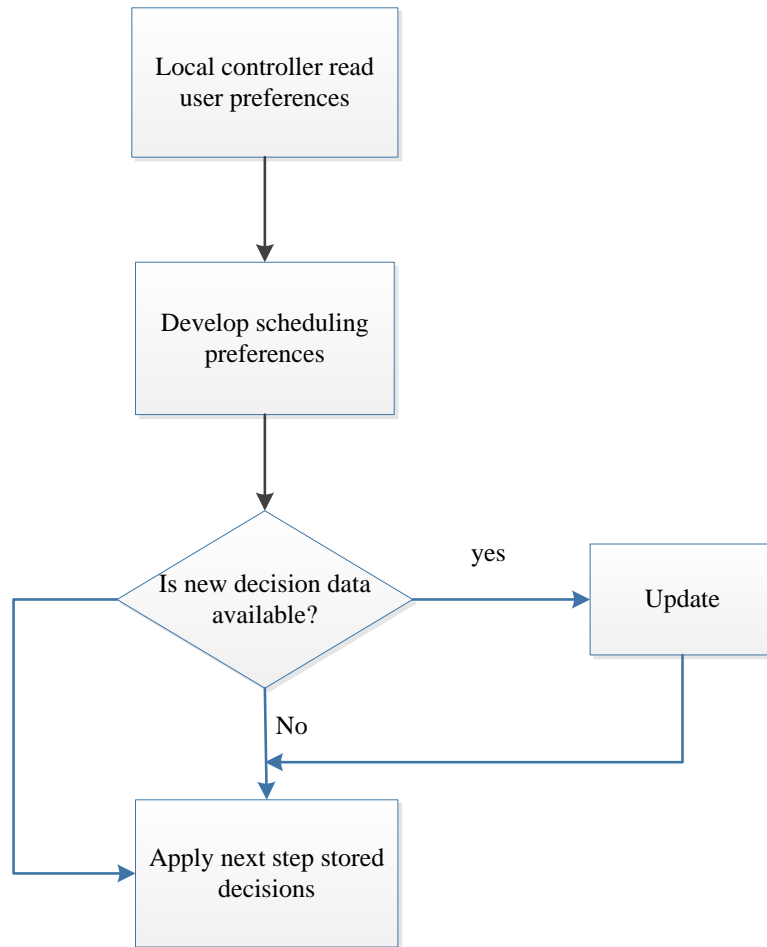 Local controller read
user preferences
Develop scheduling
preferences
Is new decision data
available?
yes
Update
No
Apply next step stored
decisions